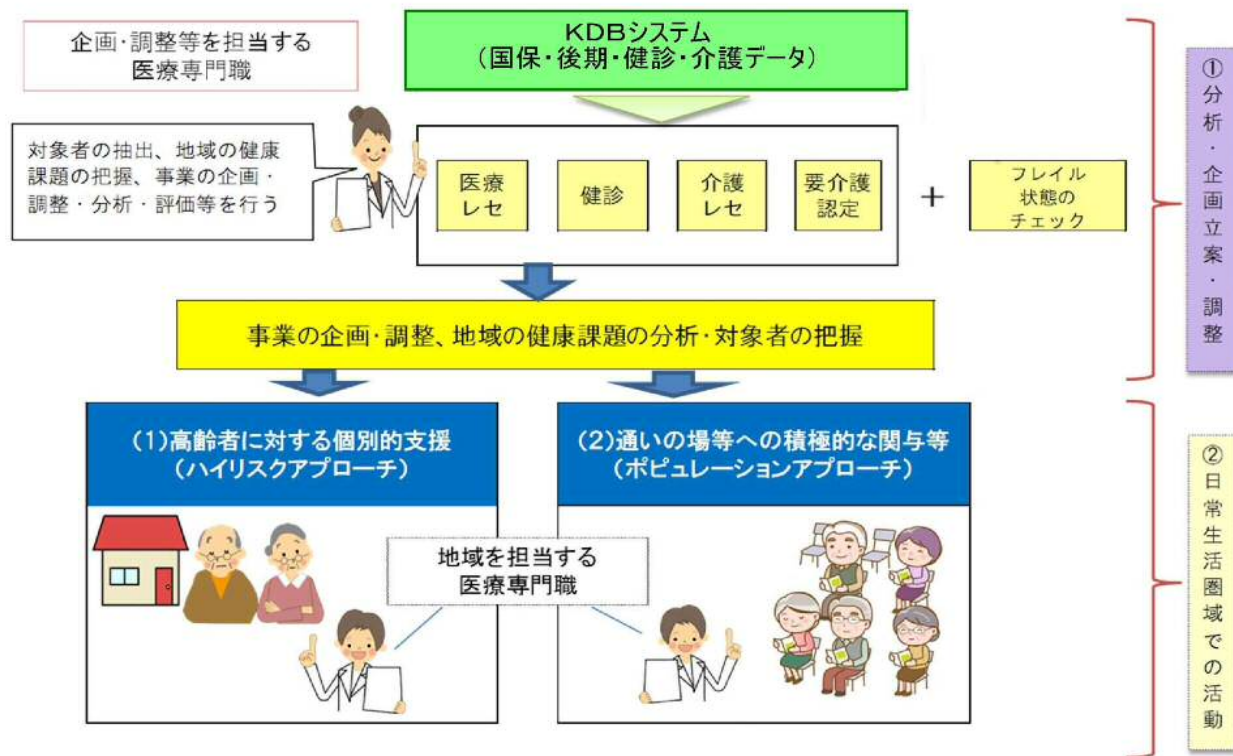 企画・調整等を担当する
医療専門職
KDBシステム
(国保・後期・健診・介護データ)
対象者の抽出、地域の健康
課題の把握、事業の企画・
調整・分析・評価等を行う
医療
レセ
健診
介護
レセ
要介護
認定
+
フレイル
状態の
チェック
①分析・企画立案・調整
事業の企画・調整、地域の健康課題の分析・対象者の把握
(1)高齢者に対する個別的支援
(ハイリスクアプローチ)
(2)通いの場等への積極的な関与等
(ポピュレーションアプローチ)
地域を担当する
医療専門職
②日常生活圏域での活動